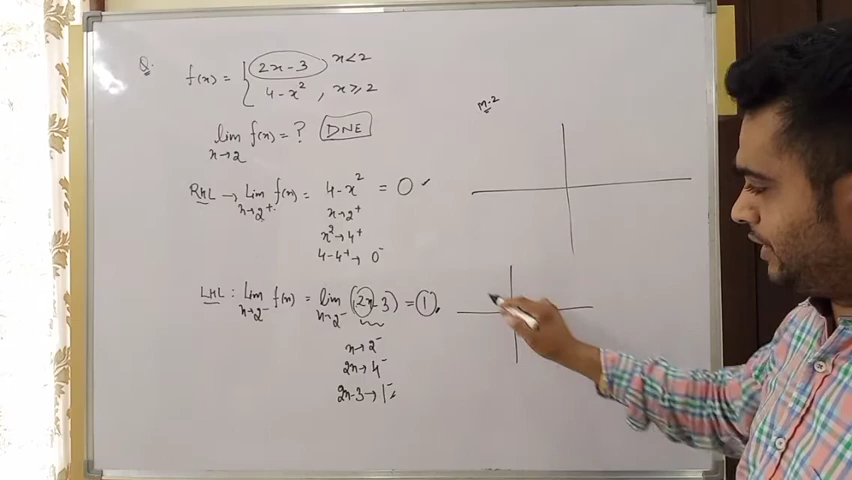 Q.
f(x) = { 2x-3 x<2
4-x² , x≥2
lim f(x) = ? DNE
x→2
RHL → lim f(x) = 4-x² = 0 ✓
x→2⁺
x→2⁺
x²→4⁺
4-4⁺→ 0⁻
LHL : lim f(x) = lim (2x-3) = 1
x→2⁻ x→2⁻
x→2⁻
2x→4⁻
2x-3→1⁻
M-2